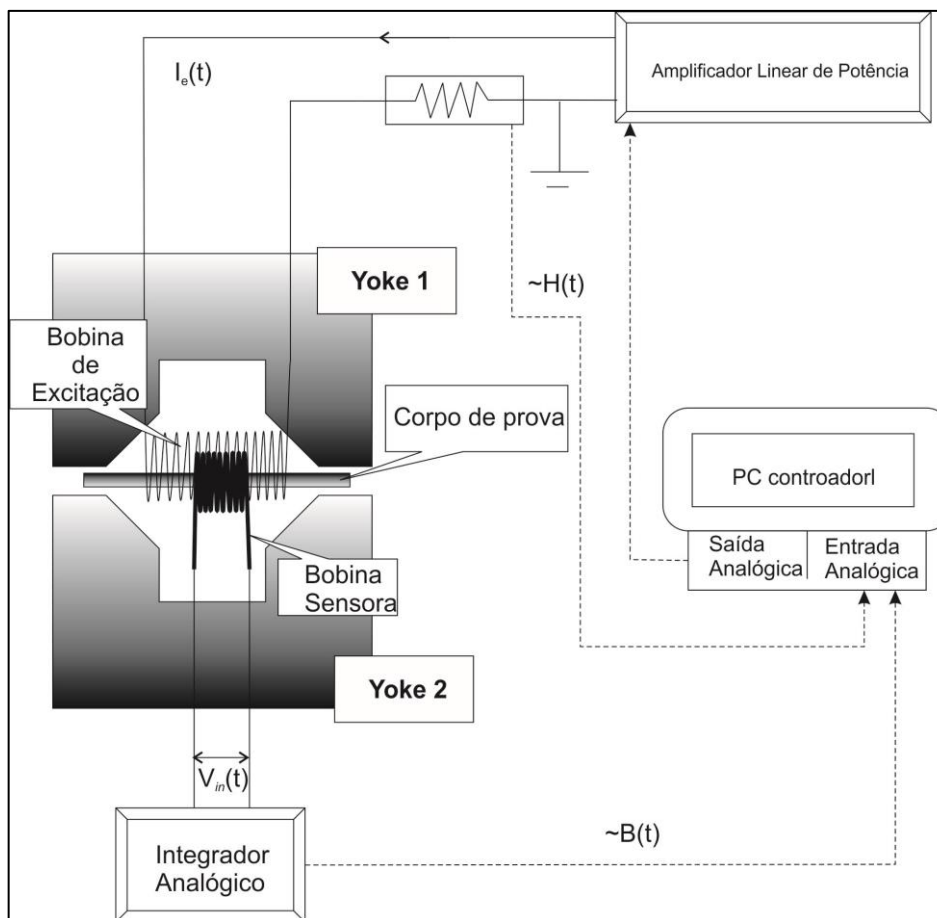 I_e(t)
Amplificador Linear de Potência
Yoke 1
~H(t)
Bobina
de
Excitação
Corpo de prova
PC controadorl
Saída
Analógica
Entrada
Analógica
Bobina
Sensora
Yoke 2
V_in(t)
~B(t)
Integrador
Analógico